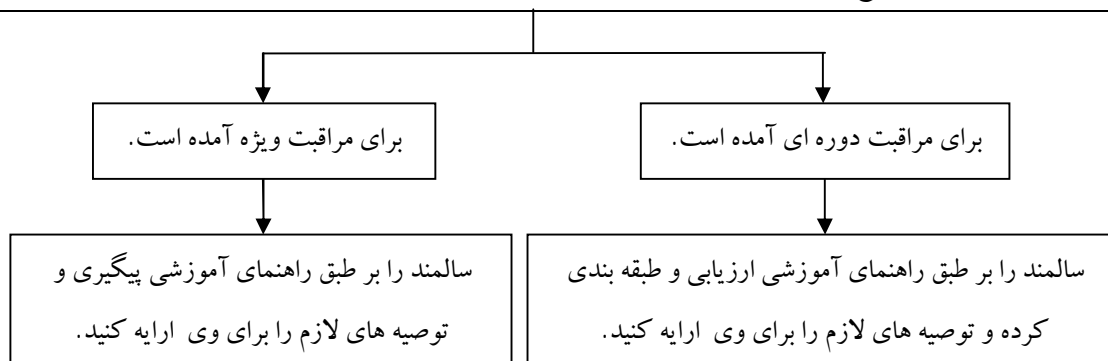 برای مراقبت دوره ای آمده است.
برای مراقبت ویژه آمده است.
سالمند را بر طبق راهنمای آموزشی ارزیابی و طبقه بندی
کرده و توصیه های لازم را برای وی ارایه کنید.
سالمند را بر طبق راهنمای آموزشی پیگیری و
توصیه های لازم را برای وی ارایه کنید.